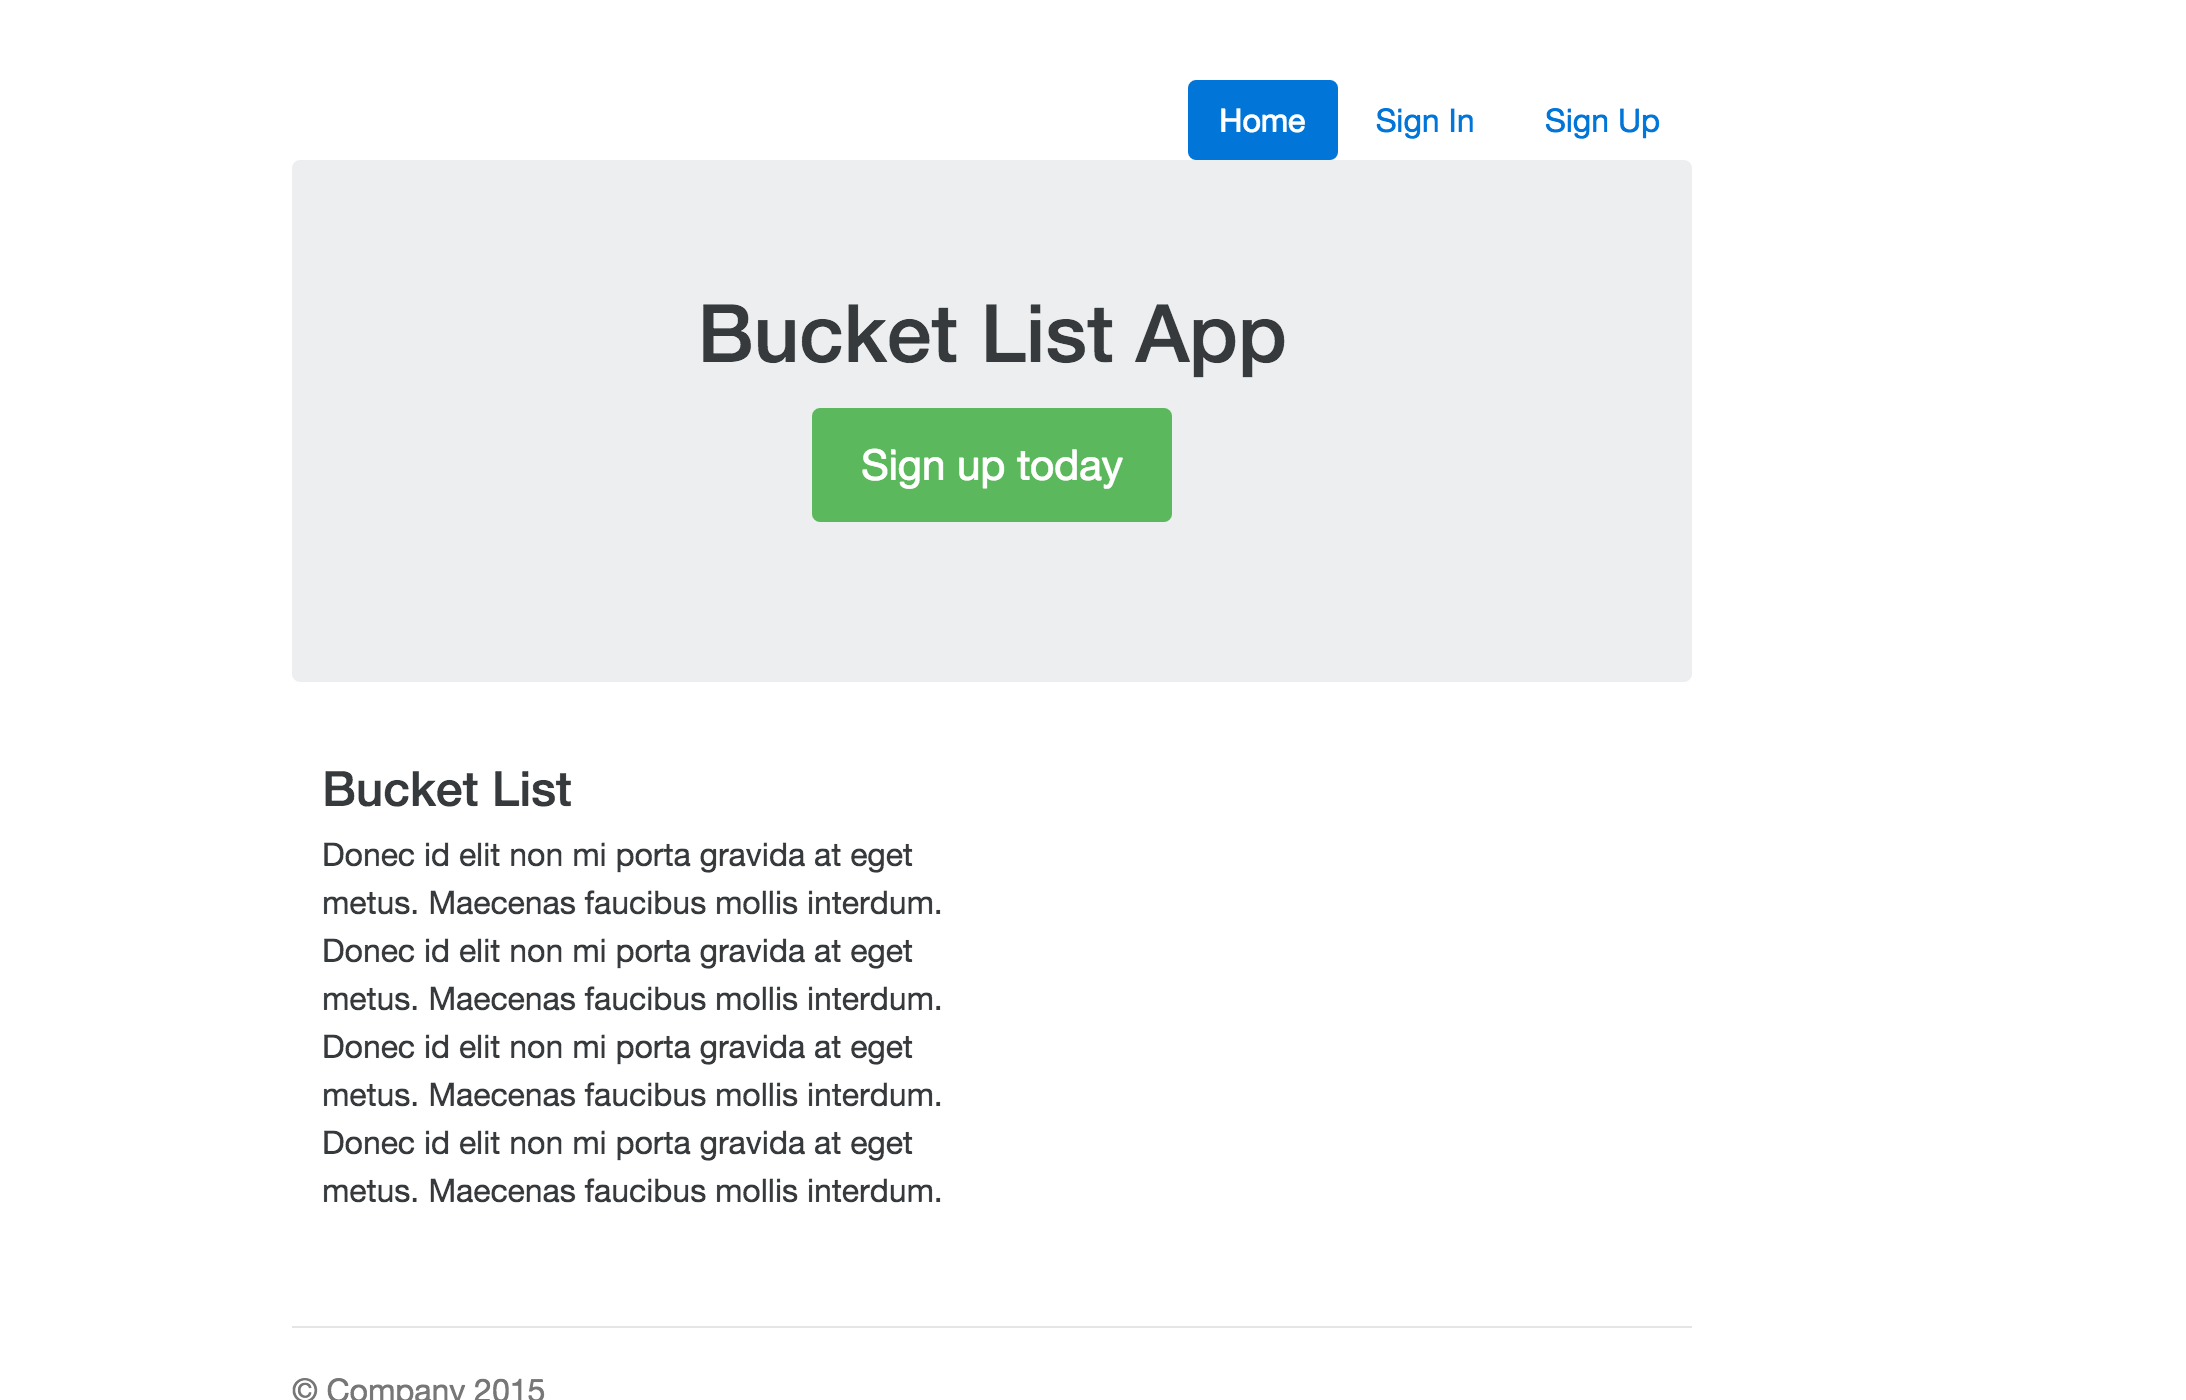 Home Sign In Sign Up
Bucket List App
Sign up today
Bucket List
Donec id elit non mi porta gravida at eget
metus. Maecenas faucibus mollis interdum.
Donec id elit non mi porta gravida at eget
metus. Maecenas faucibus mollis interdum.
Donec id elit non mi porta gravida at eget
metus. Maecenas faucibus mollis interdum.
Donec id elit non mi porta gravida at eget
metus. Maecenas faucibus mollis interdum.
© Company 2015